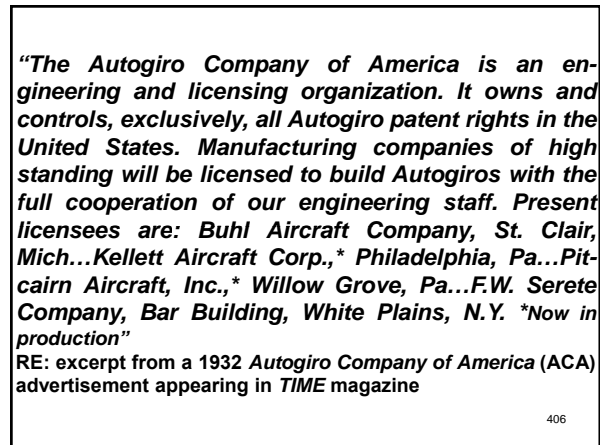 “The Autogiro Company of America is an en-
gineering and licensing organization. It owns and
controls, exclusively, all Autogiro patent rights in the
United States. Manufacturing companies of high
standing will be licensed to build Autogiros with the
full cooperation of our engineering staff. Present
licensees are: Buhl Aircraft Company, St. Clair,
Mich…Kellett Aircraft Corp.,* Philadelphia, Pa…Pit-
cairn Aircraft, Inc.,* Willow Grove, Pa…F.W. Serete
Company, Bar Building, White Plains, N.Y. *Now in
production”
RE: excerpt from a 1932 Autogiro Company of America (ACA)
advertisement appearing in TIME magazine
406